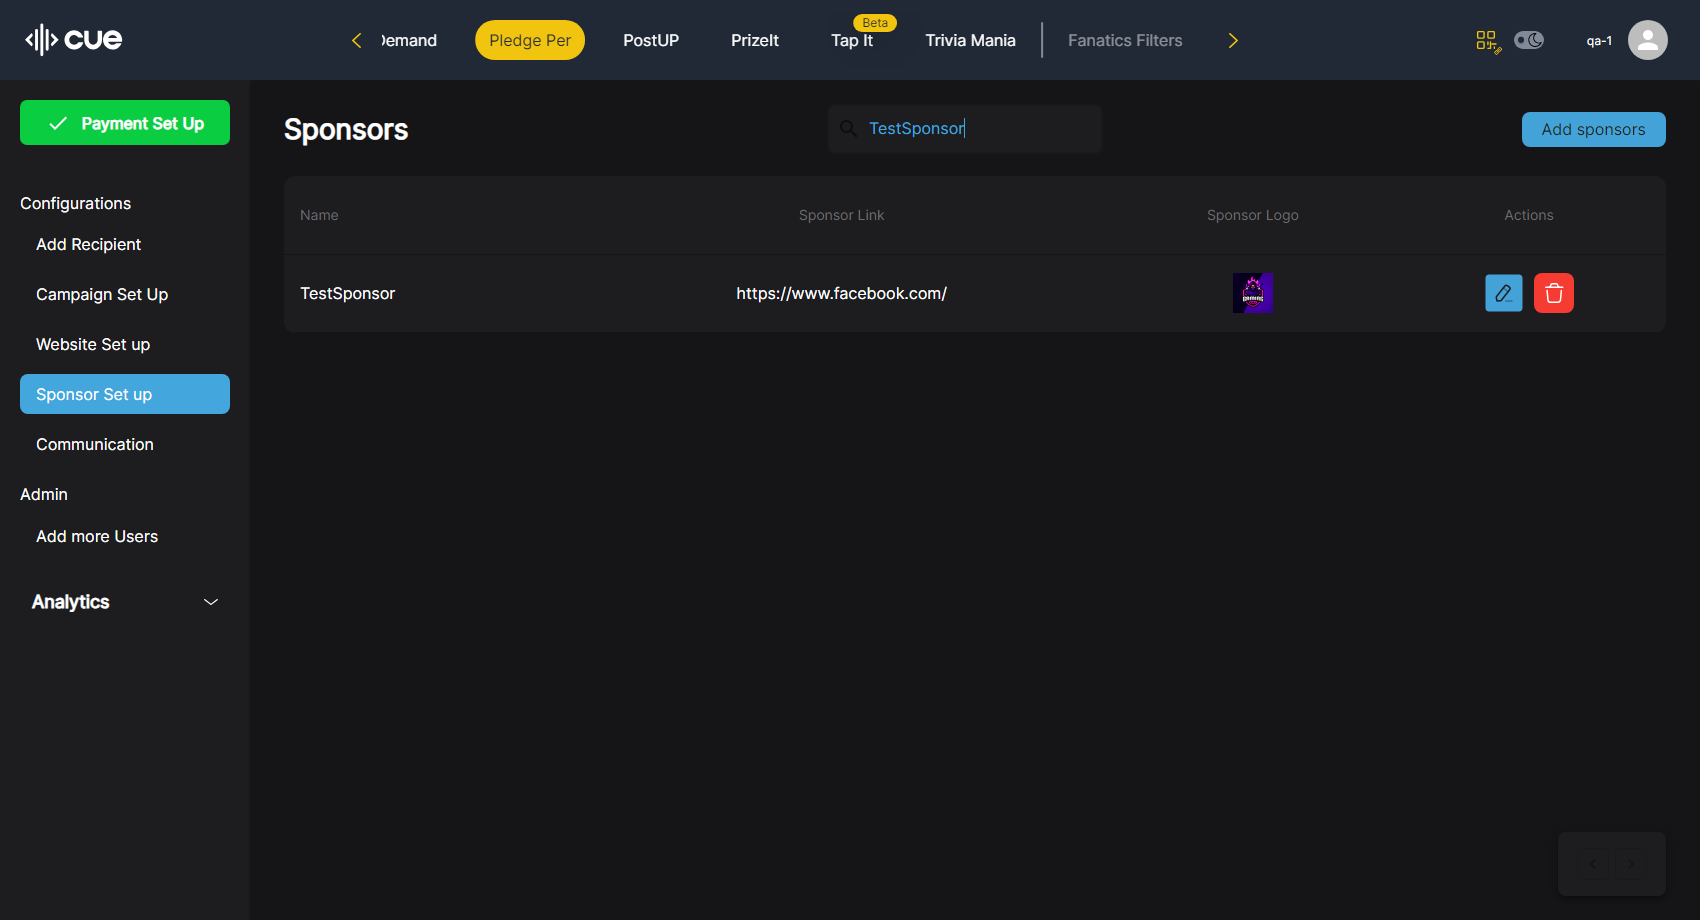 cue
Demand
Pledge Per
PostUP
PrizeIt
Beta
Tap It
Trivia Mania
Fanatics Filters
qa-1
Payment Set Up
Configurations
Add Recipient
Campaign Set Up
Website Set up
Sponsor Set up
Communication
Admin
Add more Users
Analytics
Sponsors
TestSponsor
Add sponsors
Name
Sponsor Link
Sponsor Logo
Actions
TestSponsor
https://www.facebook.com/
GAMING